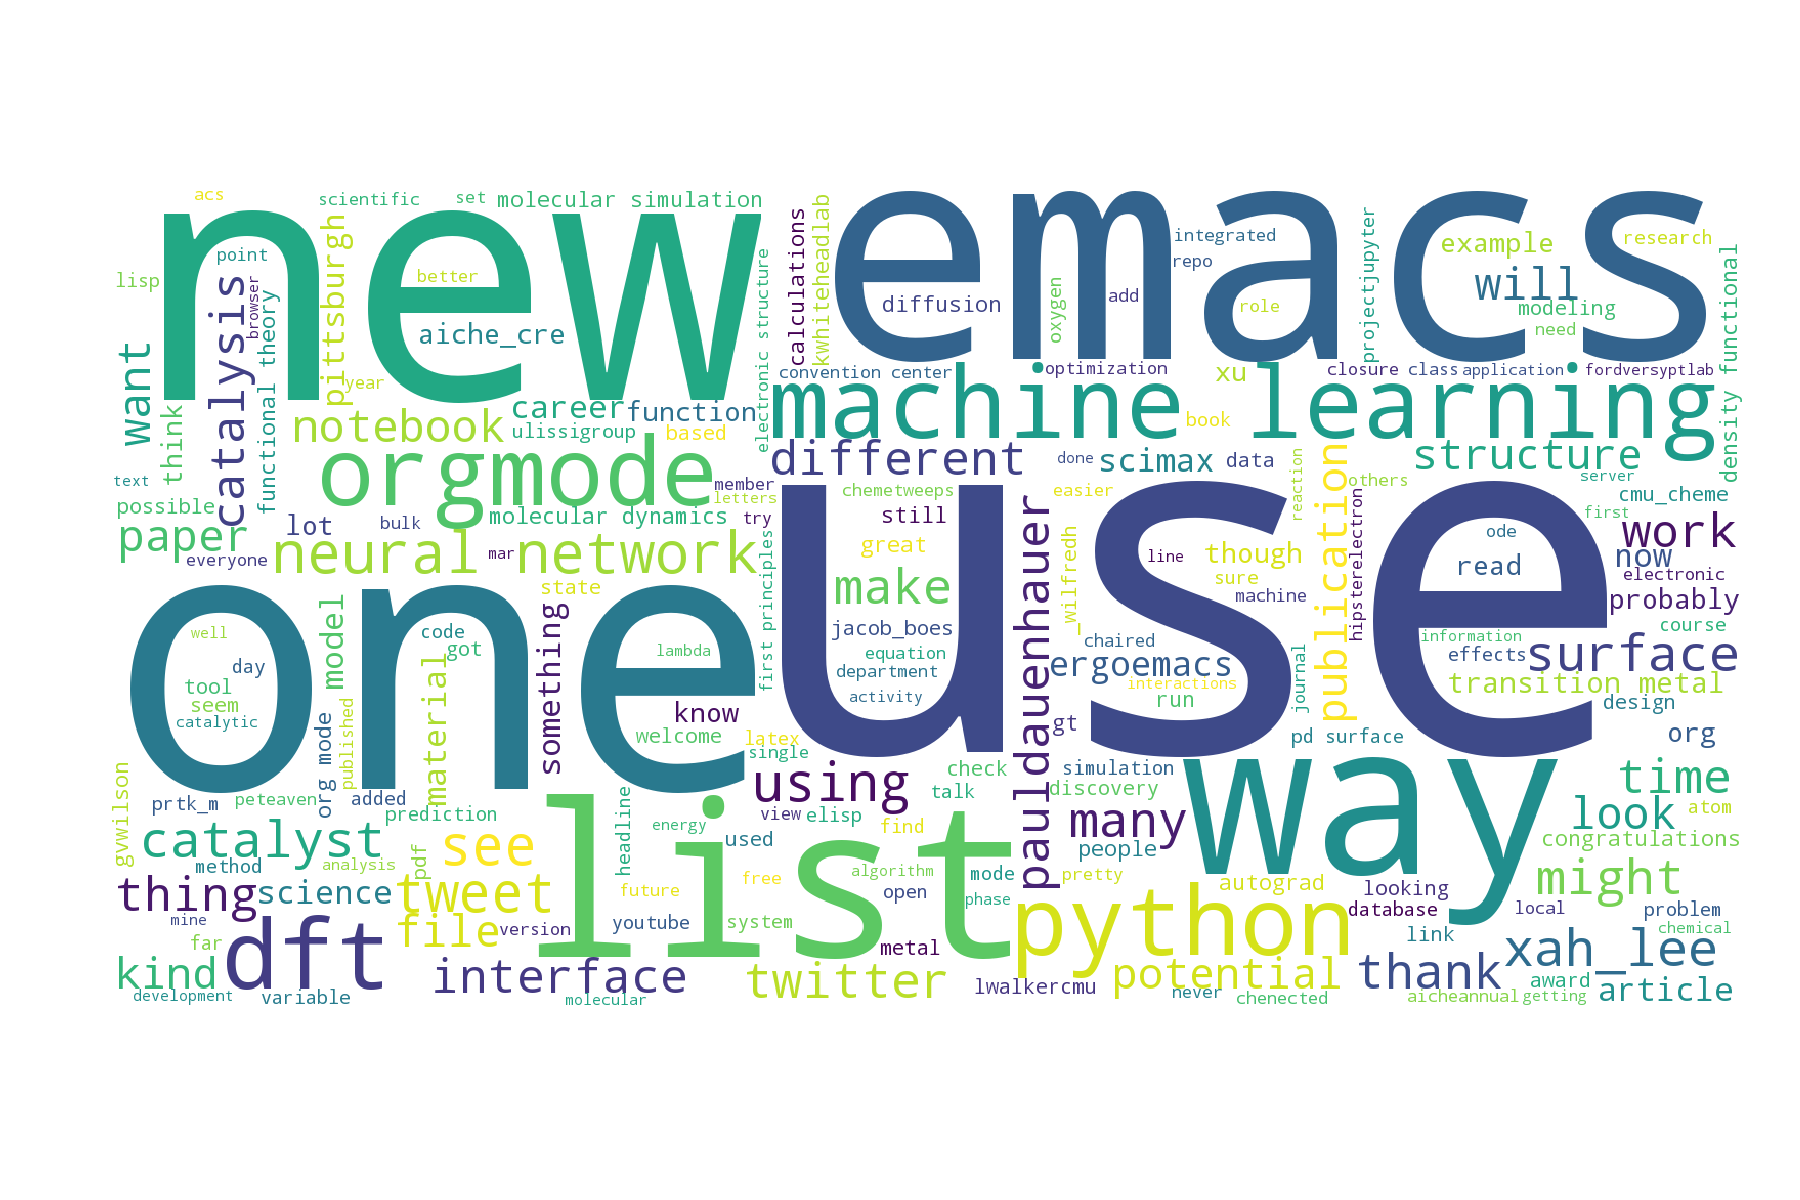 acs
scientific
set
molecular simulation
new
emacs
calculations
kwhiteheadlab
projectjupyter
pittsburgh
lisp
point
better
browser
catalysis
functional theory
aiche_cre
electronic structure
diffusion
integrated
repo
add
oxygen
role
example
research
will
modeling
need
density functional
want
think
year
convention center
optimization
xu
closure
class
application
fordversyptlab
machine learning
notebook
career
function
ulissigroup
based
book
orgmode
different
done
scimax
data
structure
text
possible
member
letters
chemetweeps
easier
reaction
others
server
cmu_cheme
first
paper
lot
bulk
molecular dynamics
try
still
pauldauenhauer
publication
hipsterelectron
ode
work
everyone
neural network
mar
first principles
great
use
_wilfredh
line
though
sure
machine
read
now
electronic
one
state
make
probably
well
model
code
got
something
lambda
jacob_boes
equation
department
activity
chaired
ergoemacs
interactions
run
journal
information
effects
course
surface
day
tool
seem
catalytic
material
transition metal
design
org mode
published
know
welcome
latex
single
gt
pd surface
org
gvwilson
prtk_m
peteaven
added
prediction
using
check
talk
simulation
discovery
way
time
view
elisp
list
catalyst
see
headline
energy
used
find
many
people
look
atom
congratulations
method
analysis
pdf
algorithm
mode
pretty
thing
science
tweet
future
free
open
phase
python
autograd
looking
might
mine
file
version
youtube
system
database
local
problem
chemical
far
dft
metal
link
xah_lee
kind
interface
twitter
lwalkercmu
potential
thank
award
article
development
variable
molecular
never
chenected
aicheannual
getting